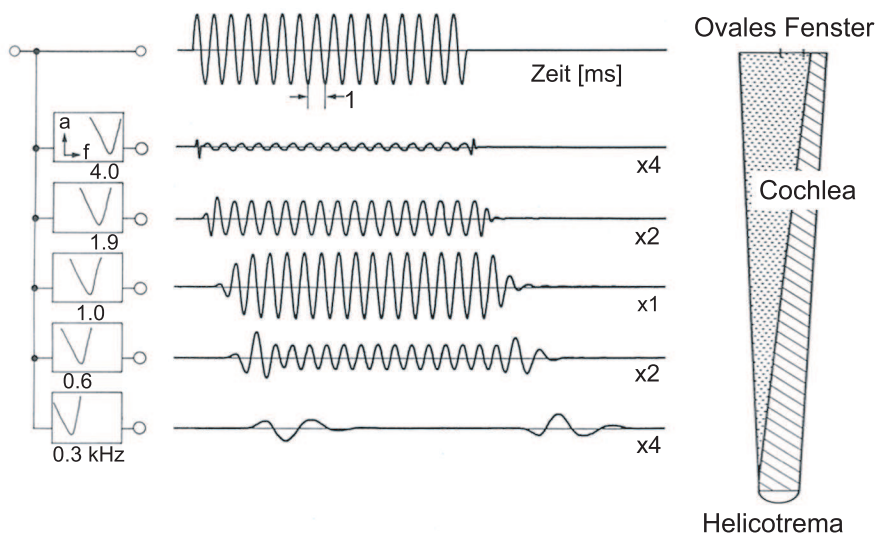 Ovales Fenster
Zeit [ms]
1
a
f
4.0
x4
Cochlea
1.9
x2
1.0
x1
0.6
x2
0.3 kHz
x4
Helicotrema